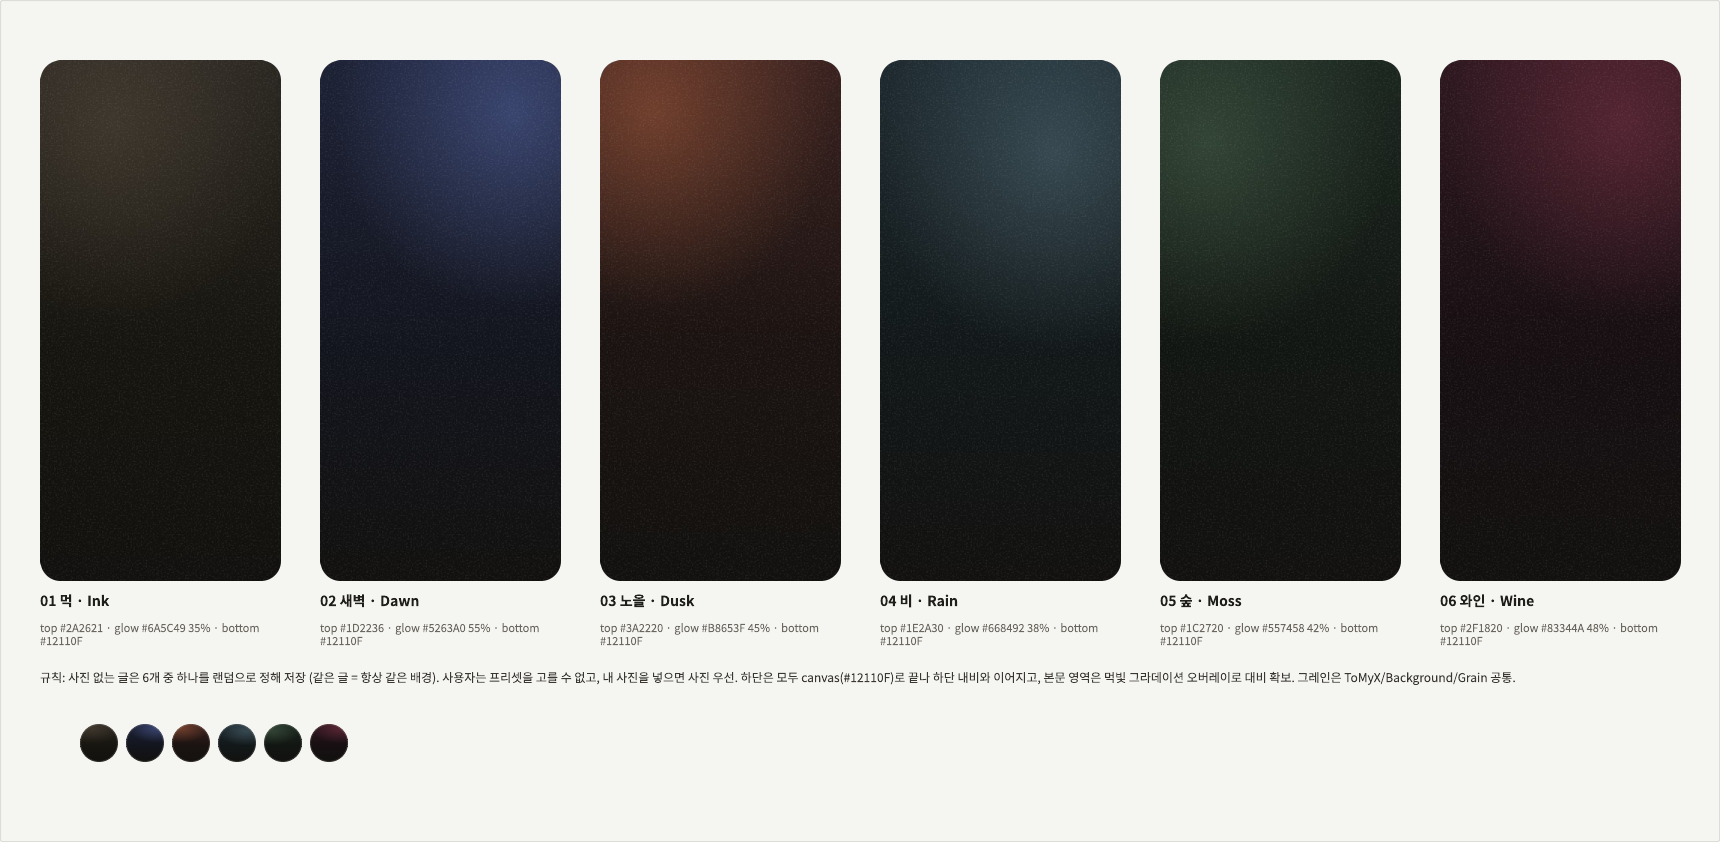 01 먹 · Ink
02 새벽 · Dawn
03 노을 · Dusk
04 비 · Rain
05 숲 · Moss
06 와인 · Wine
top #2A2621 · glow #6A5C49 35% · bottom
#12110F
top #1D2236 · glow #5263A0 55% · bottom
#12110F
top #3A2220 · glow #B8653F 45% · bottom
#12110F
top #1E2A30 · glow #668492 38% · bottom
#12110F
top #1C2720 · glow #557458 42% · bottom
#12110F
top #2F1820 · glow #83344A 48% · bottom
#12110F
규칙: 사진 없는 글은 6개 중 하나를 랜덤으로 정해 저장 (같은 글 = 항상 같은 배경). 사용자는 프리셋을 고를 수 없고, 내 사진을 넣으면 사진 우선. 하단은 모두 canvas(#12110F)로 끝나 하단 내비와 이어지고, 본문 영역은 먹빛 그라데이션 오버레이로 대비 확보. 그레인은 ToMyX/Background/Grain 공통.